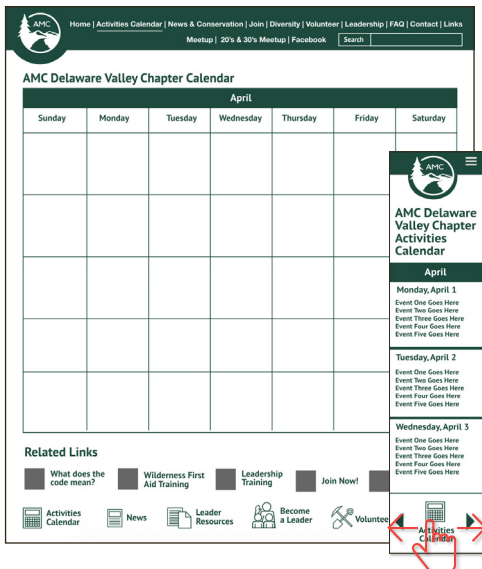 AMC
Home | Activities Calendar | News & Conservation | Join | Diversity | Volunteer | Leadership | FAQ | Contact | Links
Meetup | 20's & 30's Meetup | Facebook
Search
AMC Delaware Valley Chapter Calendar
April
Sunday Monday Tuesday Wednesday Thursday Friday Saturday
Related Links
What does the
code mean?
Wilderness First
Aid Training
Leadership
Training
Join Now!
Activities
Calendar
News
Leader
Resources
Become
a Leader
Voluntee
AMC
AMC Delaware
Valley Chapter
Activities
Calendar
April
Monday, April 1
Event One Goes Here
Event Two Goes Here
Event Three Goes Here
Event Four Goes Here
Event Five Goes Here
Tuesday, April 2
Event One Goes Here
Event Two Goes Here
Event Three Goes Here
Event Four Goes Here
Event Five Goes Here
Wednesday, April 3
Event One Goes Here
Event Two Goes Here
Event Three Goes Here
Event Four Goes Here
Event Five Goes Here
Activities
Calendar